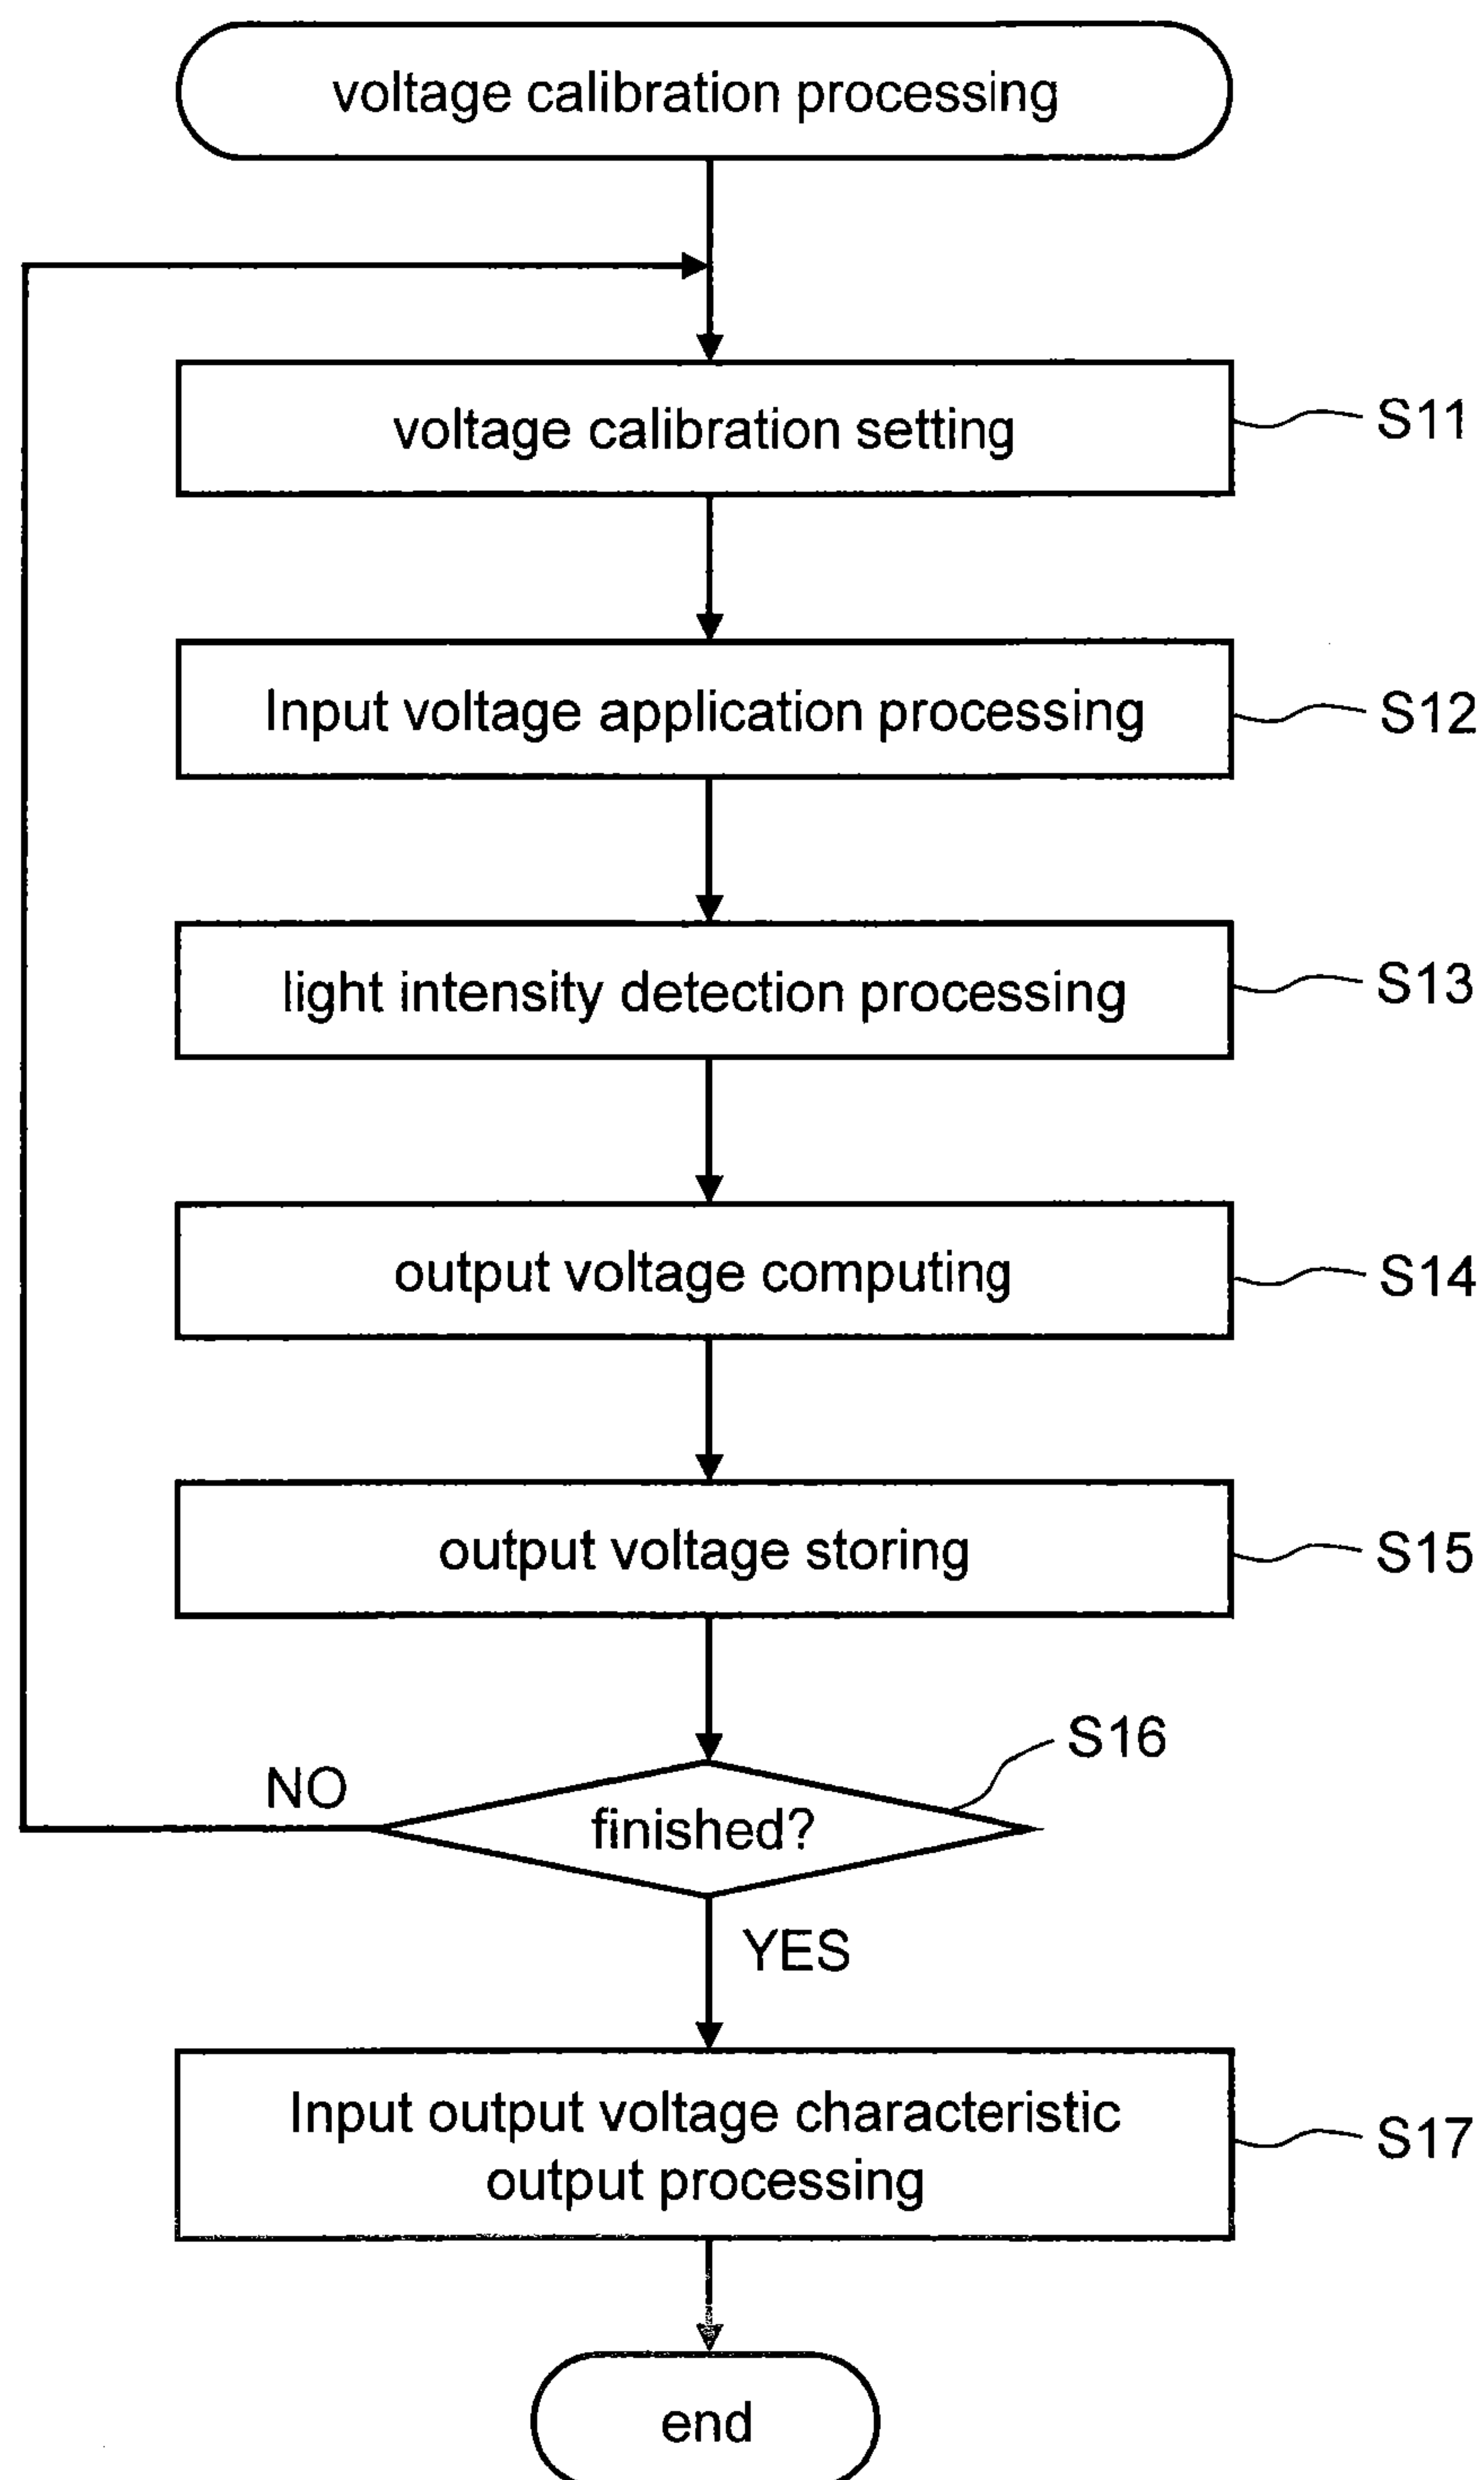 voltage calibration processing
voltage calibration setting
S11
Input voltage application processing
S12
light intensity detection processing
S13
output voltage computing
S14
output voltage storing
S15
S16
NO
finished?
YES
Input output voltage characteristic
output processing
S17
end